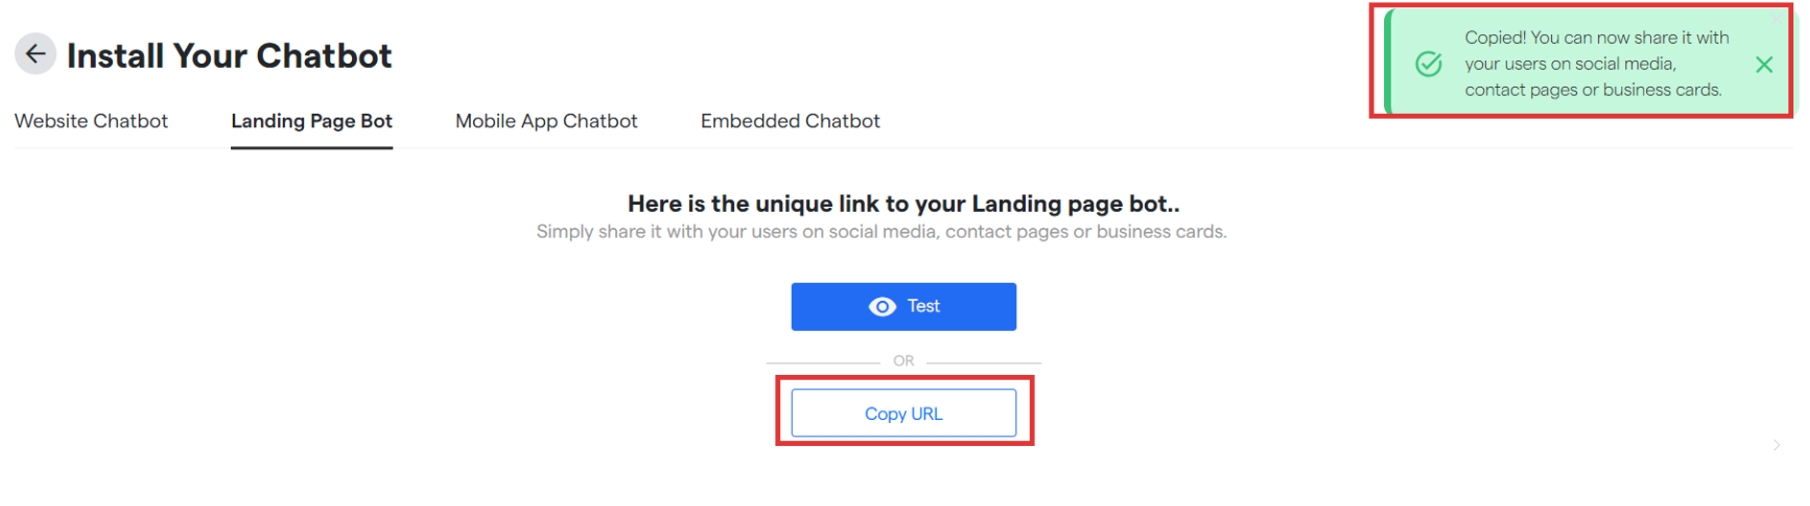 Install Your Chatbot
Copied! You can now share it with
your users on social media,
contact pages or business cards.
Website Chatbot
Landing Page Bot
Mobile App Chatbot
Embedded Chatbot
Here is the unique link to your Landing page bot..
Simply share it with your users on social media, contact pages or business cards.
Test
OR
Copy URL